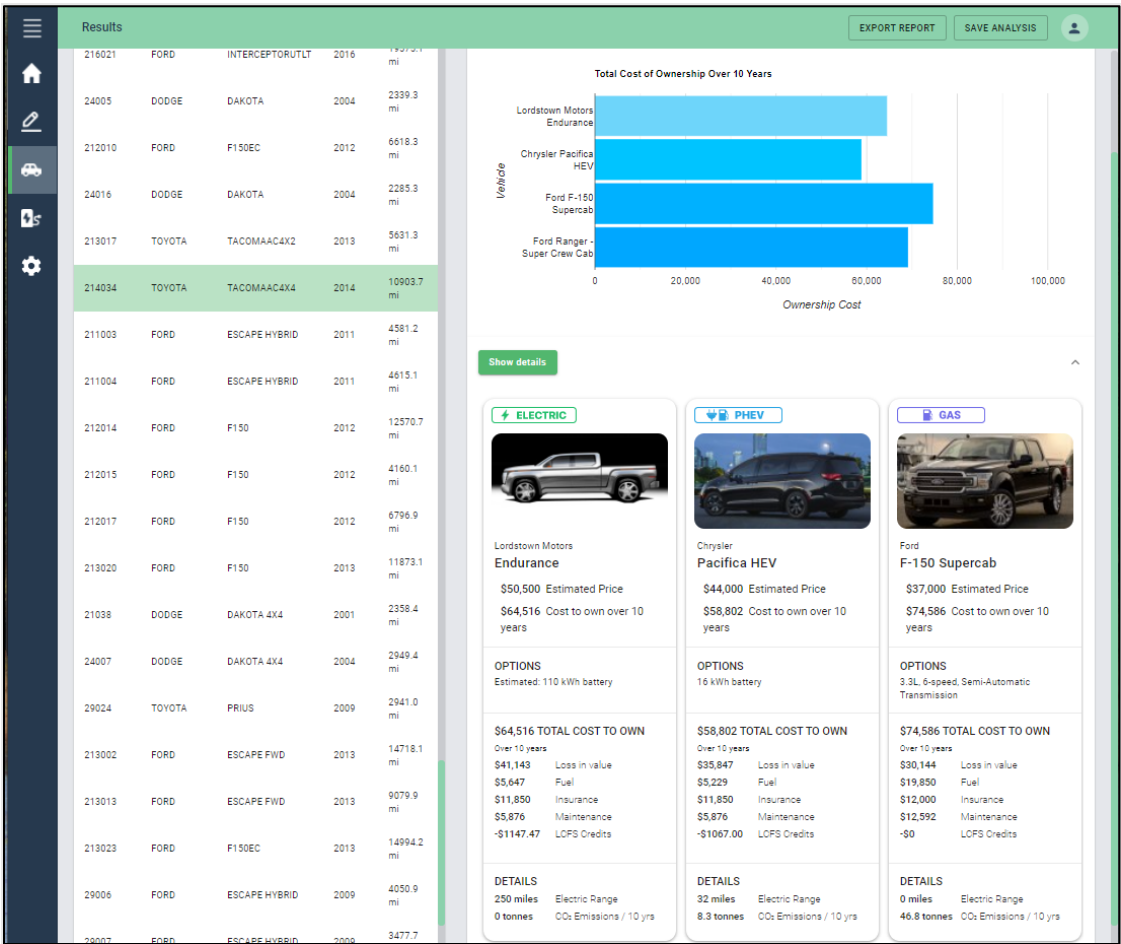 Results
EXPORT REPORT
SAVE ANALYSIS
216021 FORD INTERCEPTORUTLT 2016 19373.1 mi
24005 DODGE DAKOTA 2004 2339.3 mi
212010 FORD F150EC 2012 6618.3 mi
24016 DODGE DAKOTA 2004 2285.3 mi
213017 TOYOTA TACOMAAC4X2 2013 5631.3 mi
214034 TOYOTA TACOMAAC4X4 2014 10903.7 mi
211003 FORD ESCAPE HYBRID 2011 4581.2 mi
211004 FORD ESCAPE HYBRID 2011 4615.1 mi
212014 FORD F150 2012 12570.7 mi
212015 FORD F150 2012 4160.1 mi
212017 FORD F150 2012 6796.9 mi
213020 FORD F150 2013 11873.1 mi
21038 DODGE DAKOTA 4X4 2001 2358.4 mi
24007 DODGE DAKOTA 4X4 2004 2949.4 mi
29024 TOYOTA PRIUS 2009 2941.0 mi
213002 FORD ESCAPE FWD 2013 14718.1 mi
213013 FORD ESCAPE FWD 2013 9079.9 mi
213023 FORD F150EC 2013 14994.2 mi
29006 FORD ESCAPE HYBRID 2009 4050.9 mi
29007 FORD ESCAPE HYBRID 2009 3477.7
Total Cost of Ownership Over 10 Years
Vehicle
Lordstown Motors
Endurance
Chrysler Pacifica
HEV
Ford F-150
Supercab
Ford Ranger -
Super Crew Cab
0 20,000 40,000 60,000 80,000 100,000
Ownership Cost
Show details
ELECTRIC
Lordstown Motors
Endurance
$50,500 Estimated Price
$64,516 Cost to own over 10
years
OPTIONS
Estimated: 110 kWh battery
$64,516 TOTAL COST TO OWN
Over 10 years
$41,143 Loss in value
$5,647 Fuel
$11,850 Insurance
$5,876 Maintenance
-$1147.47 LCFS Credits
DETAILS
250 miles Electric Range
0 tonnes CO₂ Emissions / 10 yrs
PHEV
Chrysler
Pacifica HEV
$44,000 Estimated Price
$58,802 Cost to own over 10
years
OPTIONS
16 kWh battery
$58,802 TOTAL COST TO OWN
Over 10 years
$35,847 Loss in value
$5,229 Fuel
$11,850 Insurance
$5,876 Maintenance
-$1067.00 LCFS Credits
DETAILS
32 miles Electric Range
8.3 tonnes CO₂ Emissions / 10 yrs
GAS
Ford
F-150 Supercab
$37,000 Estimated Price
$74,586 Cost to own over 10
years
OPTIONS
3.3L, 6-speed, Semi-Automatic
Transmission
$74,586 TOTAL COST TO OWN
Over 10 years
$30,144 Loss in value
$19,850 Fuel
$12,000 Insurance
$12,592 Maintenance
-$0 LCFS Credits
DETAILS
0 miles Electric Range
46.8 tonnes CO₂ Emissions / 10 yrs